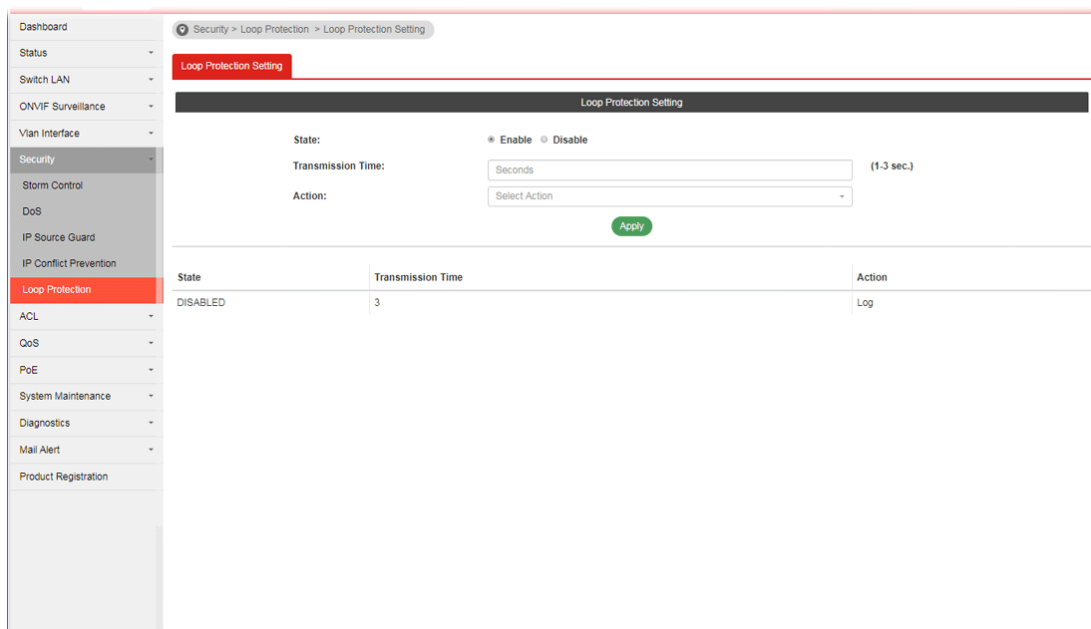 Dashboard
Status
Switch LAN
ONVIF Surveillance
Vlan Interface
Security
Storm Control
DoS
IP Source Guard
IP Conflict Prevention
Loop Protection
ACL
QoS
PoE
System Maintenance
Diagnostics
Mail Alert
Product Registration
Security > Loop Protection > Loop Protection Setting
Loop Protection Setting
Loop Protection Setting
State: Enable Disable
Transmission Time: Seconds (1-3 sec.)
Action: Select Action
Apply
State Transmission Time Action
DISABLED 3 Log